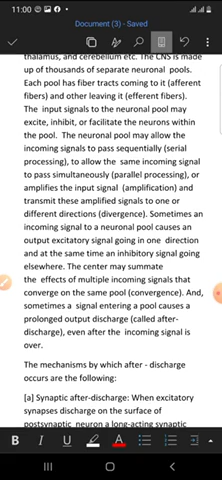 11:00
Document (3) - Saved
thalamus, and cerebellum etc. The CNS is made
up of thousands of separate neuronal pools.
Each pool has fiber tracts coming to it (afferent
fibers) and other leaving it (efferent fibers).
The input signals to the neuronal pool may
excite, inhibit, or facilitate the neurons within
the pool. The neuronal pool may allow the
incoming signals to pass sequentially (serial
processing), to allow the same incoming signal
to pass simultaneously (parallel processing), or
amplifies the input signal (amplification) and
transmit these amplified signals to one or
different directions (divergence). Sometimes an
incoming signal to a neuronal pool causes an
output excitatory signal going in one direction
and at the same time an inhibitory signal going
elsewhere. The center may summate
the effects of multiple incoming signals that
converge on the same pool (convergence). And,
sometimes a signal entering a pool causes a
prolonged output discharge (called after-
discharge), even after the incoming signal is
over.
The mechanisms by which after - discharge
occurs are the following:
[a] Synaptic after-discharge: When excitatory
synapses discharge on the surface of
postsynaptic neuron a long-acting synaptic
B I U A